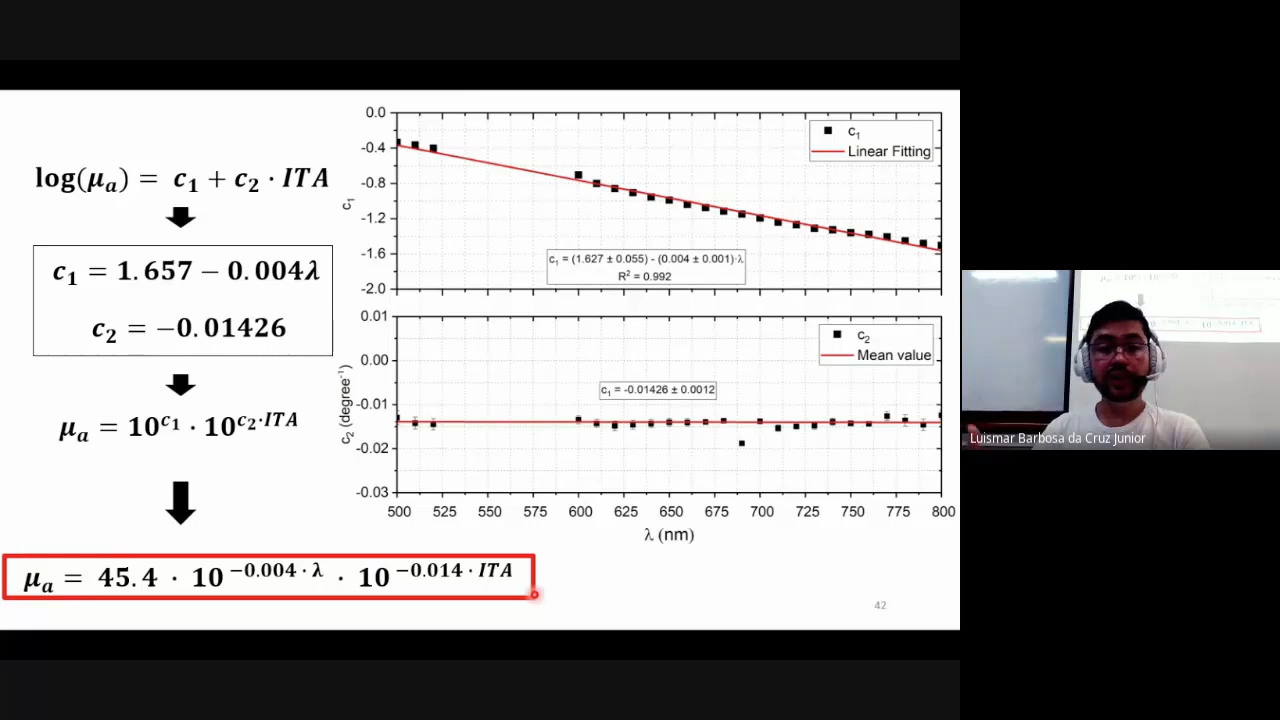 log(μₐ) = c₁ + c₂ · ITA
c₁ = 1.657 − 0.004λ
c₂ = −0.01426
μₐ = 10^c₁ · 10^c₂·ITA
μₐ = 45.4 · 10^−0.004·λ · 10^−0.014·ITA
0.0
-0.4
-0.8
-1.2
-1.6
-2.0
c₁
c₁
Linear Fitting
c₁ = (1.627 ± 0.055) - (0.004 ± 0.001)·λ
R² = 0.992
0.01
0.00
-0.01
-0.02
-0.03
c₂ (degree⁻¹)
c₂
Mean value
c₁ = -0.01426 ± 0.0012
500 525 550 575 600 625 650 675 700 725 750 775 800
λ (nm)
42
Luismar Barbosa da Cruz Junior